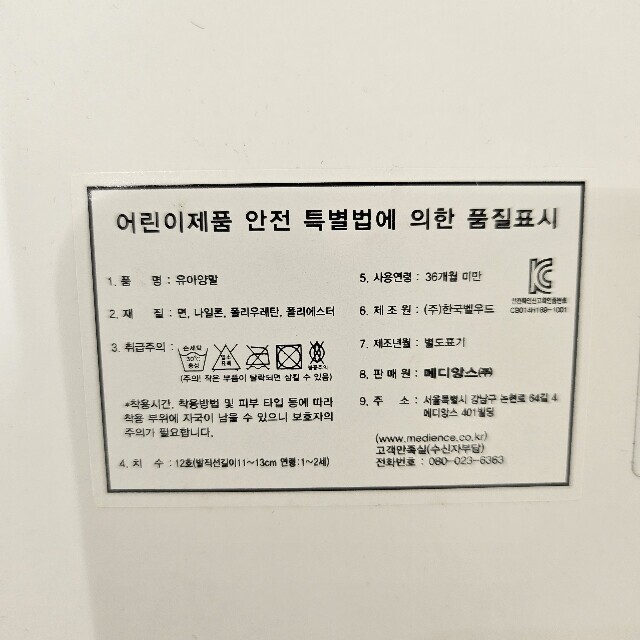 어린이제품 안전 특별법에 의한 품질표시
1. 품 명 : 유아양말
2. 재 질 : 면, 나일론, 폴리우레탄, 폴리에스터
3. 취급주의 :
손세탁
30℃
중성
(주의! 작은 부품이 탈락되면 삼킬 수 있음)
*착용시간, 착용방법 및 피부 타입 등에 따라
착용 부위에 자국이 남을 수 있으니 보호자의
주의가 필요합니다.
4. 치 수 : 12호(발직선길이11~13cm 연령:1~2세)
5. 사용연령 : 36개월 미만
6. 제 조 원 : (주)한국벨우드
7. 제조년월 : 별도표기
8. 판 매 원 : 메디앙스㈜
9. 주 소 : 서울특별시 강남구 논현로 64길 4
메디앙스 401빌딩
(www.medience.co.kr)
고객만족실(수신자부담)
전화번호 : 080-023-6363
KC
CB014H169-1001